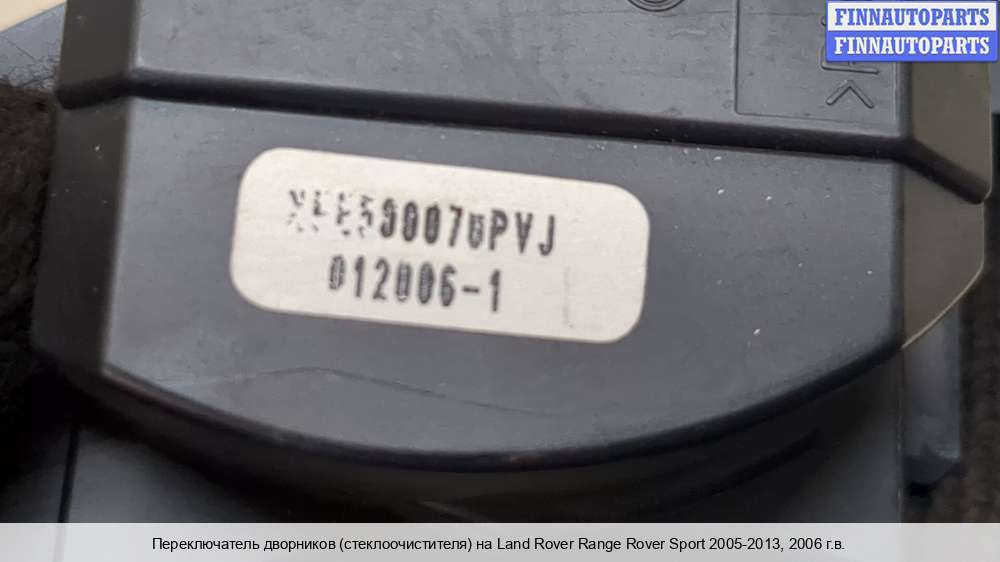 FINNAUTOPARTS
FINNAUTOPARTS
012006-1
Переключатель дворников (стеклоочистителя) на Land Rover Range Rover Sport 2005-2013, 2006 г.в.